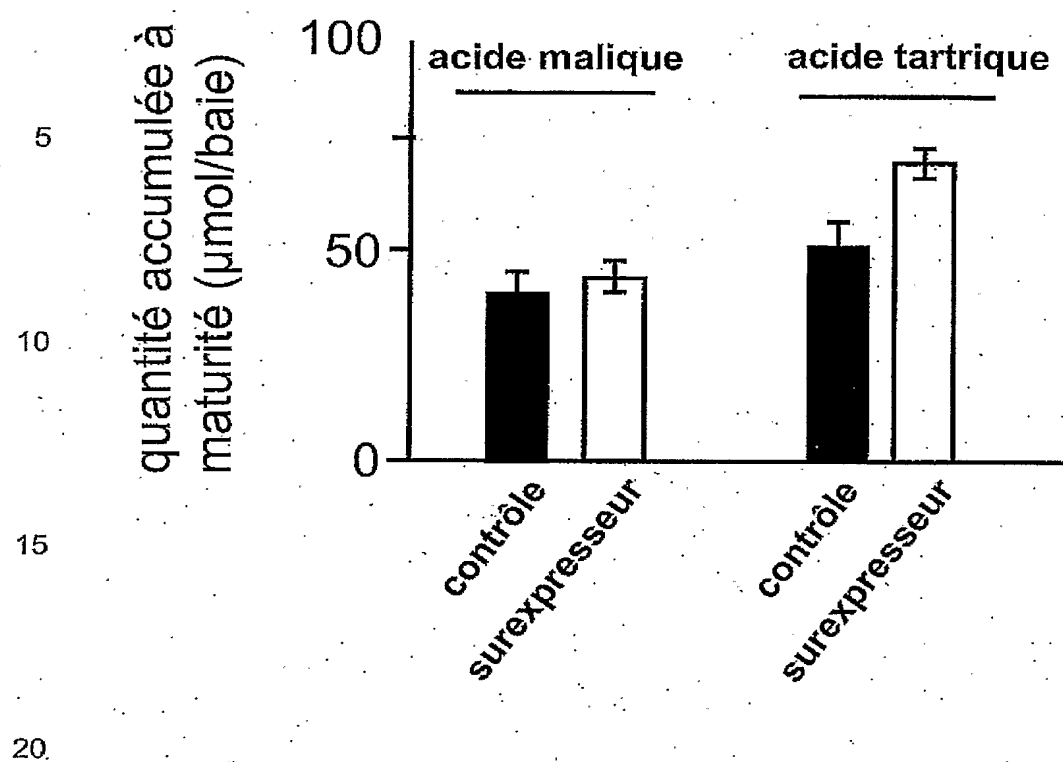 quantité accumulée à
maturité (µmol/baie)
100
50
0
acide malique
acide tartrique
contrôle
surexpresseur
contrôle
surexpresseur
5
10
15
20